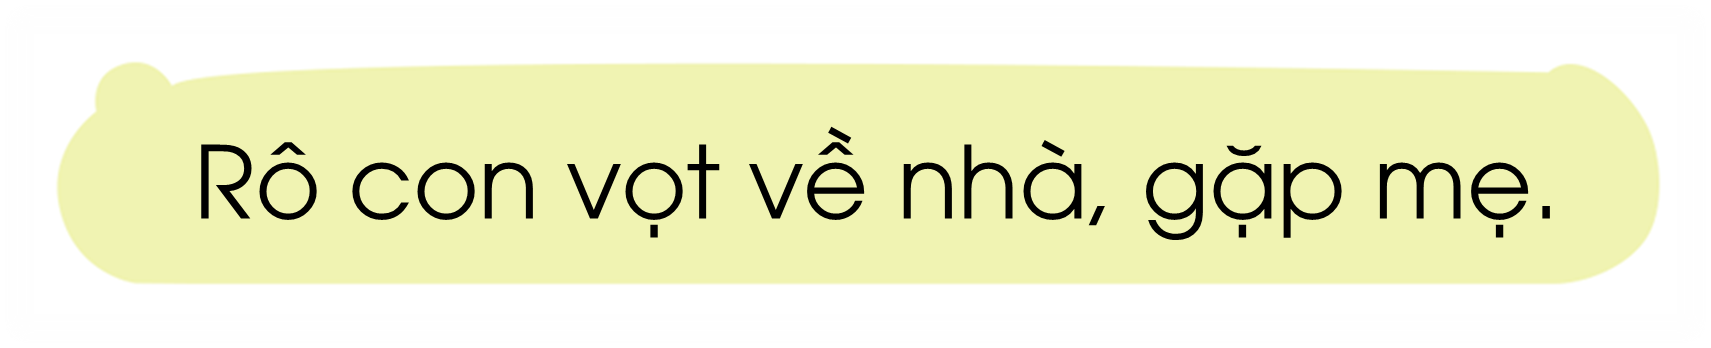 Rô con vọt về nhà, gặp mẹ.